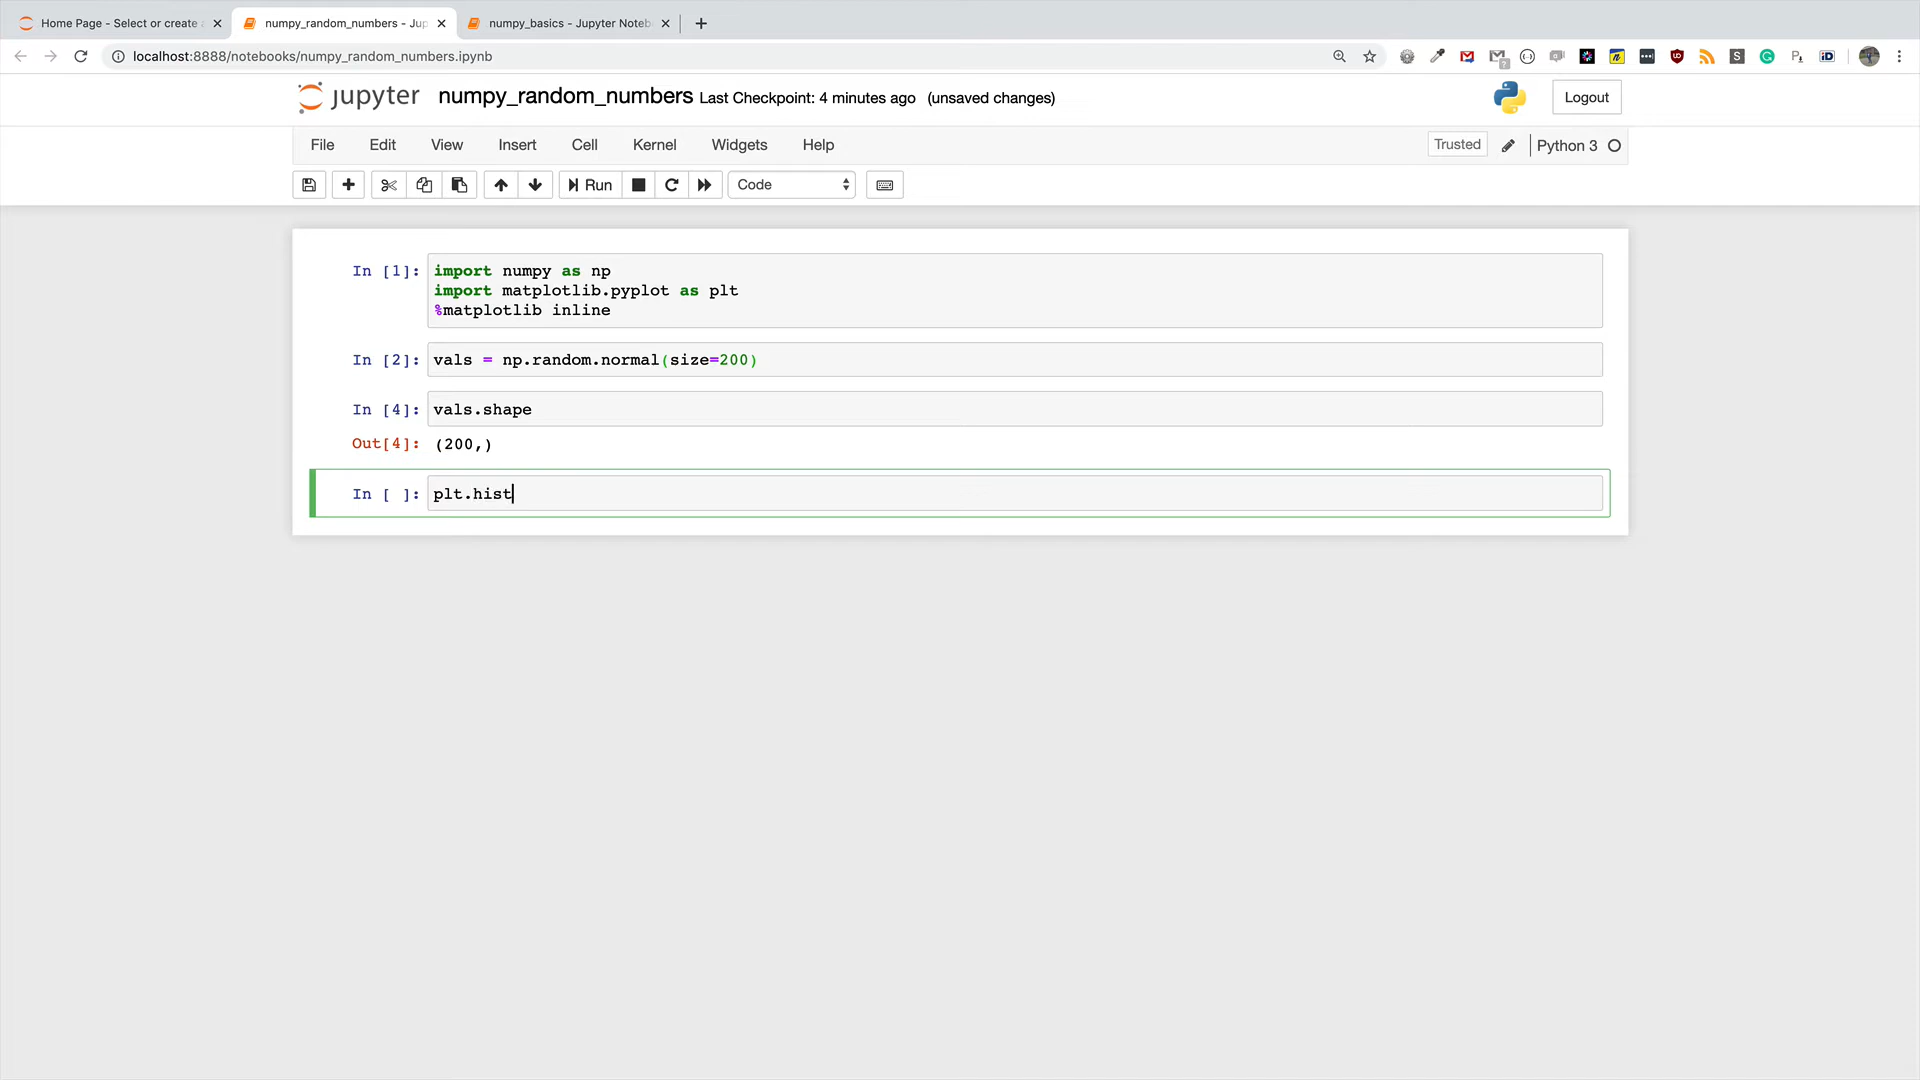 Home Page - Select or create a
numpy_random_numbers - Jup
numpy_basics - Jupyter Noteb
localhost:8888/notebooks/numpy_random_numbers.ipynb
jupyter numpy_random_numbers Last Checkpoint: 4 minutes ago (unsaved changes)
Logout
File Edit View Insert Cell Kernel Widgets Help
Trusted
Python 3
Run
Code
In [1]: import numpy as np
import matplotlib.pyplot as plt
%matplotlib inline
In [2]: vals = np.random.normal(size=200)
In [4]: vals.shape
Out[4]: (200,)
In [ ]: plt.hist